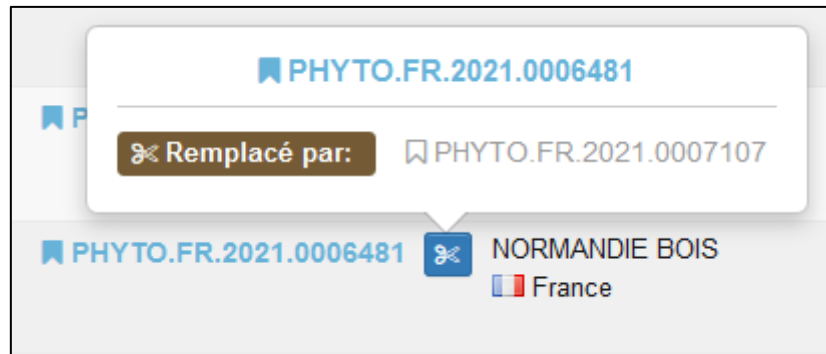 PHYTO.FR.2021.0006481
Remplacé par: PHYTO.FR.2021.0007107
P
PHYTO.FR.2021.0006481 NORMANDIE BOIS
France